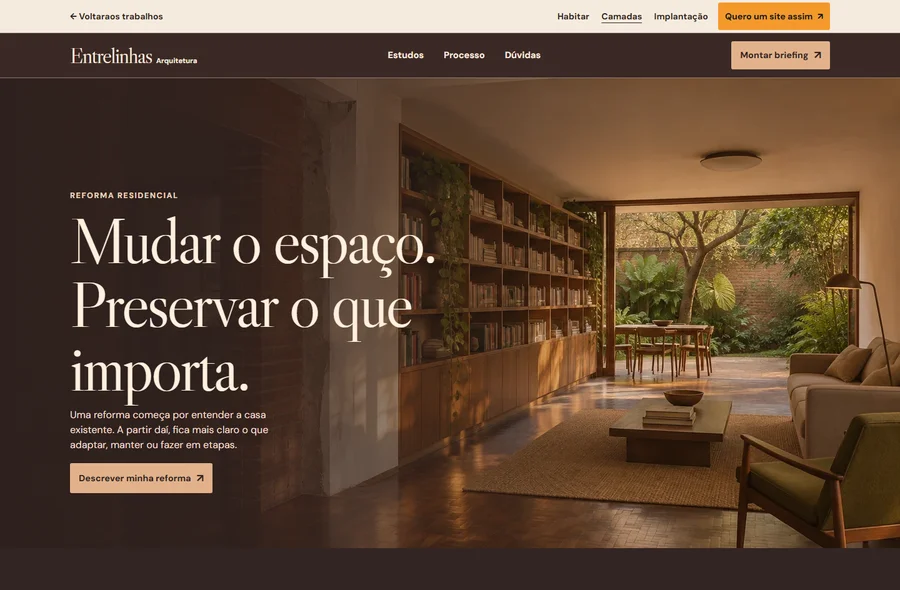 ← Voltaraos trabalhos
Habitar Camadas Implantação Quero um site assim ↗
Entrelinhas Arquitetura
Estudos Processo Dúvidas
Montar briefing ↗
REFORMA RESIDENCIAL
Mudar o espaço.
Preservar o que
importa.
Uma reforma começa por entender a casa
existente. A partir daí, fica mais claro o que
adaptar, manter ou fazer em etapas.
Descrever minha reforma ↗